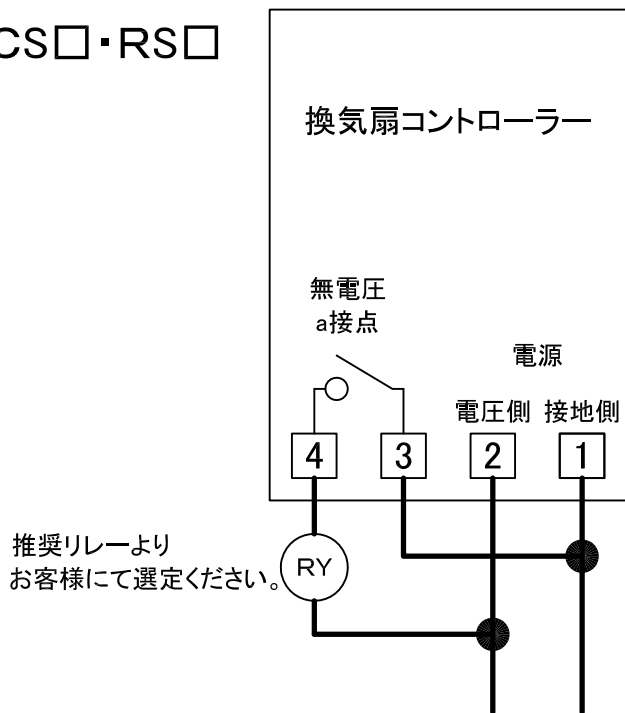 CS□・RS□
換気扇コントローラー
無電圧
a接点
電源
電圧側 接地側
4 3 2 1
推奨リレーより
お客様にて選定ください。
RY